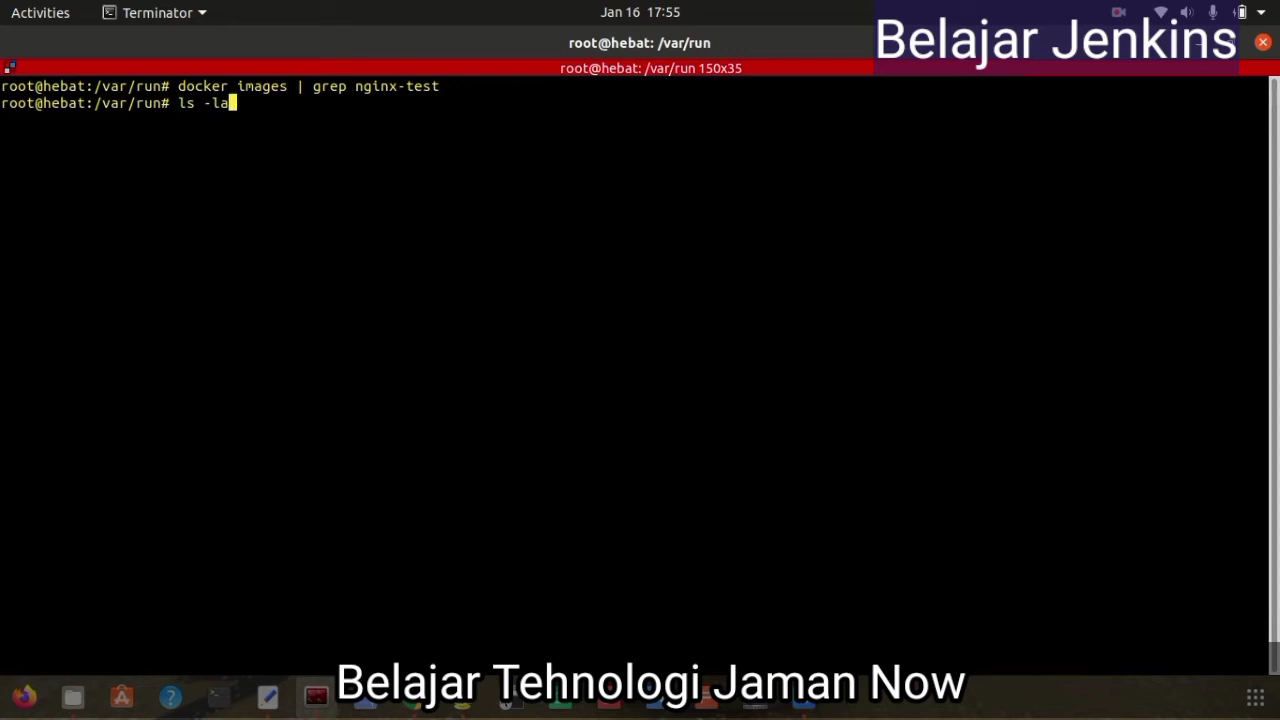 Activities
Terminator
Jan 16 17:55
Belajar Jenkins
root@hebat: /var/run
root@hebat: /var/run 150x35
root@hebat:/var/run# docker images | grep nginx-test
root@hebat:/var/run# ls -la
Belajar Tehnologi Jaman Now